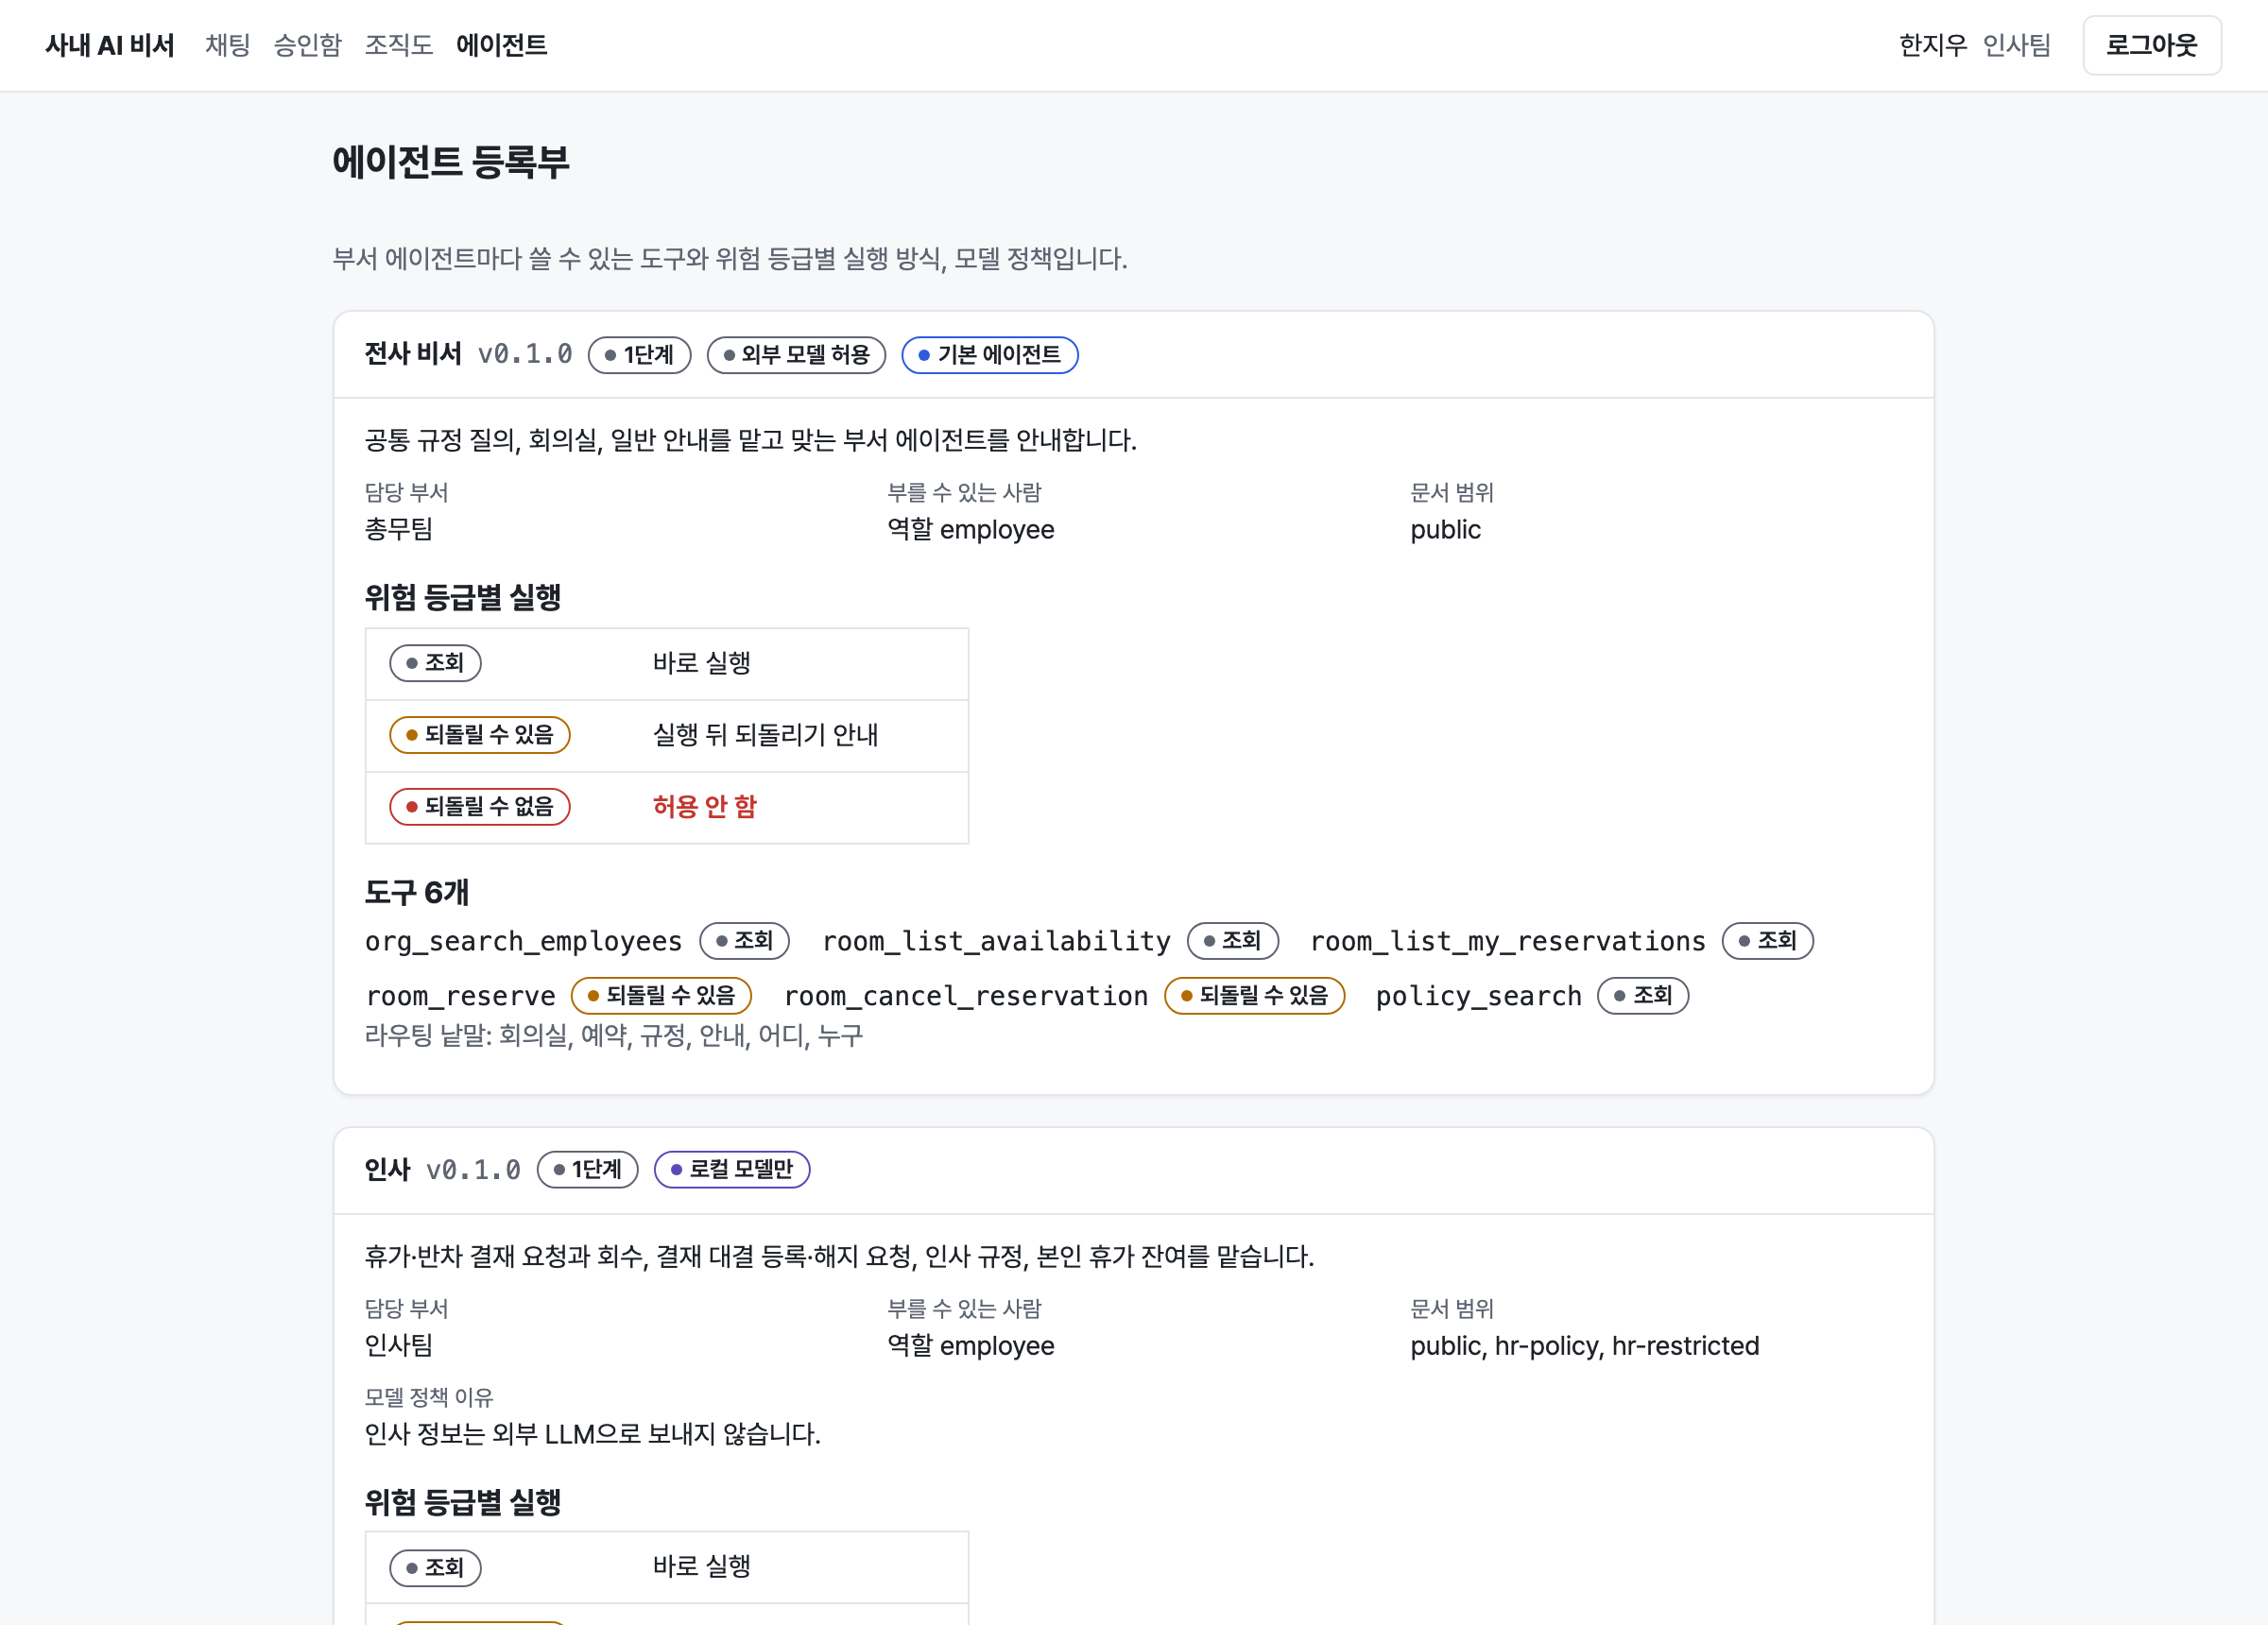 사내 AI 비서 채팅 승인함 조직도 에이전트 한지우 인사팀 로그아웃
에이전트 등록부
부서 에이전트마다 쓸 수 있는 도구와 위험 등급별 실행 방식, 모델 정책입니다.
전사 비서 v0.1.0 1단계 외부 모델 허용 기본 에이전트
공통 규정 질의, 회의실, 일반 안내를 맡고 맞는 부서 에이전트를 안내합니다.
담당 부서 부를 수 있는 사람 문서 범위
총무팀 역할 employee public
위험 등급별 실행
조회 바로 실행
되돌릴 수 있음 실행 뒤 되돌리기 안내
되돌릴 수 없음 허용 안 함
도구 6개
org_search_employees 조회 room_list_availability 조회 room_list_my_reservations 조회
room_reserve 되돌릴 수 있음 room_cancel_reservation 되돌릴 수 있음 policy_search 조회
라우팅 낱말: 회의실, 예약, 규정, 안내, 어디, 누구
인사 v0.1.0 1단계 로컬 모델만
휴가·반차 결재 요청과 회수, 결재 대결 등록·해지 요청, 인사 규정, 본인 휴가 잔여를 맡습니다.
담당 부서 부를 수 있는 사람 문서 범위
인사팀 역할 employee public, hr-policy, hr-restricted
모델 정책 이유
인사 정보는 외부 LLM으로 보내지 않습니다.
위험 등급별 실행
조회 바로 실행